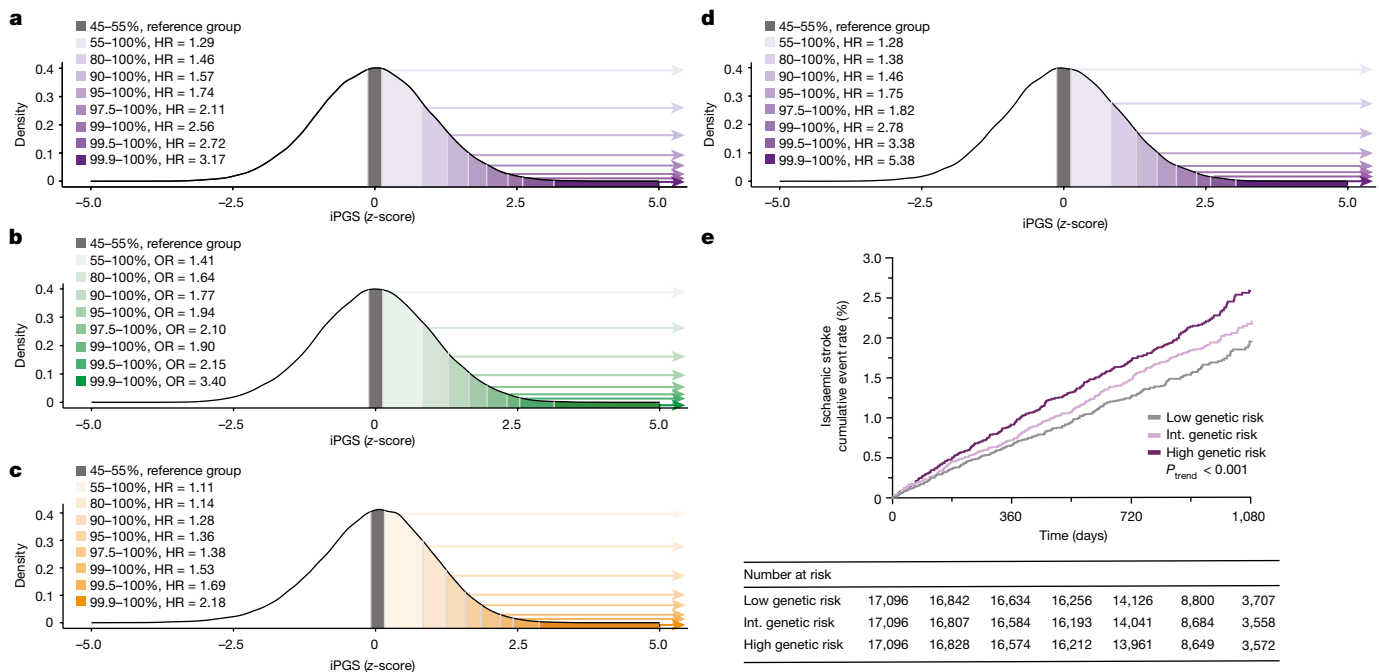 a
45–55%, reference group
55–100%, HR = 1.29
80–100%, HR = 1.46
90–100%, HR = 1.57
95–100%, HR = 1.74
97.5–100%, HR = 2.11
99–100%, HR = 2.56
99.5–100%, HR = 2.72
99.9–100%, HR = 3.17
Density
0.4
0.3
0.2
0.1
0
−5.0 −2.5 0 2.5 5.0
iPGS (z-score)
b
45–55%, reference group
55–100%, OR = 1.41
80–100%, OR = 1.64
90–100%, OR = 1.77
95–100%, OR = 1.94
97.5–100%, OR = 2.10
99–100%, OR = 1.90
99.5–100%, OR = 2.15
99.9–100%, OR = 3.40
Density
0.4
0.3
0.2
0.1
0
−5.0 −2.5 0 2.5 5.0
iPGS (z-score)
c
45–55%, reference group
55–100%, HR = 1.11
80–100%, HR = 1.14
90–100%, HR = 1.28
95–100%, HR = 1.36
97.5–100%, HR = 1.38
99–100%, HR = 1.53
99.5–100%, HR = 1.69
99.9–100%, HR = 2.18
Density
0.4
0.3
0.2
0.1
0
−5.0 −2.5 0 2.5 5.0
iPGS (z-score)
d
45–55%, reference group
55–100%, HR = 1.28
80–100%, HR = 1.38
90–100%, HR = 1.46
95–100%, HR = 1.75
97.5–100%, HR = 1.82
99–100%, HR = 2.78
99.5–100%, HR = 3.38
99.9–100%, HR = 5.38
Density
0.4
0.3
0.2
0.1
0
−5.0 −2.5 0 2.5 5.0
iPGS (z-score)
e
Ischaemic stroke
cumulative event rate (%)
3.0
2.5
2.0
1.5
1.0
0.5
0
Low genetic risk
Int. genetic risk
High genetic risk
Ptrend < 0.001
0 360 720 1,080
Time (days)
Number at risk
Low genetic risk 17,096 16,842 16,634 16,256 14,126 8,800 3,707
Int. genetic risk 17,096 16,807 16,584 16,193 14,041 8,684 3,558
High genetic risk 17,096 16,828 16,574 16,212 13,961 8,649 3,572